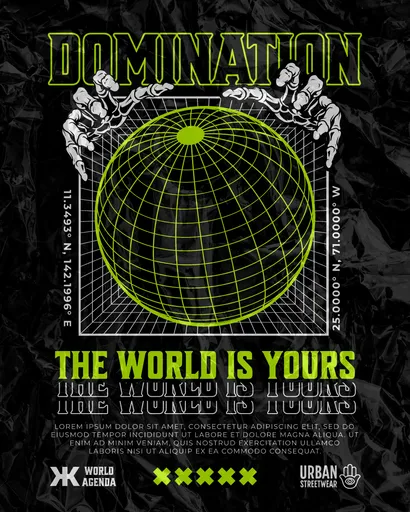 DOMINATION
11.3493° N, 142.1996° E
25.0000° N, 71.0000° W
THE WORLD IS YOURS
THE WORLD IS YOURS
THE WORLD IS YOURS
LOREM IPSUM DOLOR SIT AMET, CONSECTETUR ADIPISCING ELIT, SED DO
EIUSMOD TEMPOR INCIDIDUNT UT LABORE ET DOLORE MAGNA ALIQUA. UT
ENIM AD MINIM VENIAM, QUIS NOSTRUD EXERCITATION ULLAMCO
LABORIS NISI UT ALIQUIP EX EA COMMODO CONSEQUAT.
WORLD
AGENDA
URBAN
STREETWEAR